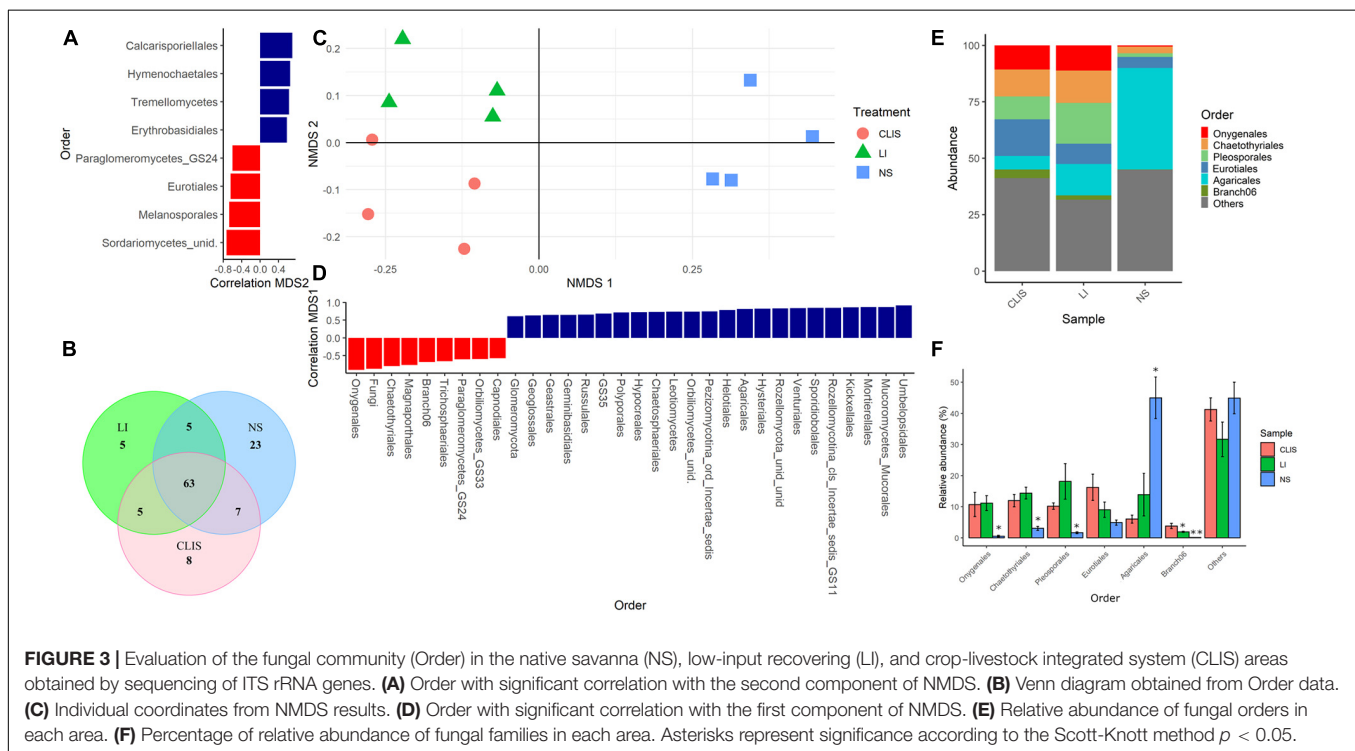 A
Calcarisporiellales
Hymenochaetales
Tremellomycetes
Erythrobasidiales
Paraglomeromycetes_GS24
Eurotiales
Melanosporales
Sordariomycetes_unid.
Order
-0.8 -0.4 0.0 0.4
Correlation MDS2
B
LI
5
5
NS
23
63
5
7
CLIS
8
C
0.2
0.1
0.0
-0.1
-0.2
NMDS 2
-0.25 0.00 0.25
NMDS 1
Treatment
CLIS
LI
NS
D
1.0
0.5
0.0
-0.5
Correlation MDS1
Onygenales
Fungi
Chaetothyriales
Magnaporthales
Branch06
Trichosphaeriales
Paraglomeromycetes_GS24
Orbiliomycetes_GS33
Capnodiales
Glomeromycota
Geoglossales
Geastrales
Geminibasidiales
Russulales
GS35
Polyporales
Hypocreales
Chaetosphaeriales
Leotiomycetes
Orbiliomycetes_unid.
Pezizomycotina_ord_Incertae_sedis
Helotiales
Agaricales
Hysteriales
Rozellomycota_unid_unid
Venturiales
Sporidiobolales
Rozellomycotina_cls_Incertae_sedis_GS11
Kickxellales
Mortierellales
Mucoromycetes_Mucorales
Umbelopsidales
Order
E
100
75
50
25
0
Abundance
CLIS LI NS
Sample
Order
Onygenales
Chaetothyriales
Pleosporales
Eurotiales
Agaricales
Branch06
Others
F
50
40
30
20
10
0
Relative abundance (%)
* * * * * **
Onygenales Chaetothyriales Pleosporales Eurotiales Agaricales Branch06 Others
Order
Sample
CLIS
LI
NS
FIGURE 3 | Evaluation of the fungal community (Order) in the native savanna (NS), low-input recovering (LI), and crop-livestock integrated system (CLIS) areas
obtained by sequencing of ITS rRNA genes. (A) Order with significant correlation with the second component of NMDS. (B) Venn diagram obtained from Order data.
(C) Individual coordinates from NMDS results. (D) Order with significant correlation with the first component of NMDS. (E) Relative abundance of fungal orders in
each area. (F) Percentage of relative abundance of fungal families in each area. Asterisks represent significance according to the Scott-Knott method p < 0.05.